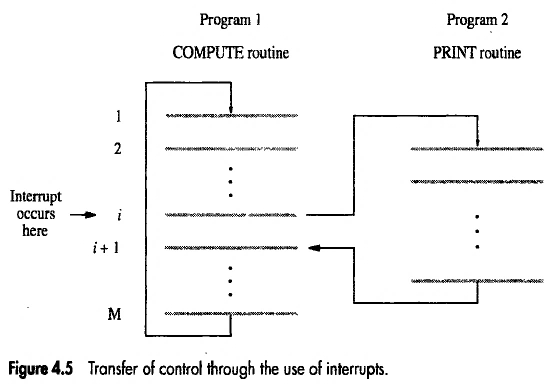 Program 1
Program 2
COMPUTE routine
PRINT routine
1
2
Interrupt
occurs
here
i
i + 1
M
Figure 4.5 Transfer of control through the use of interrupts.